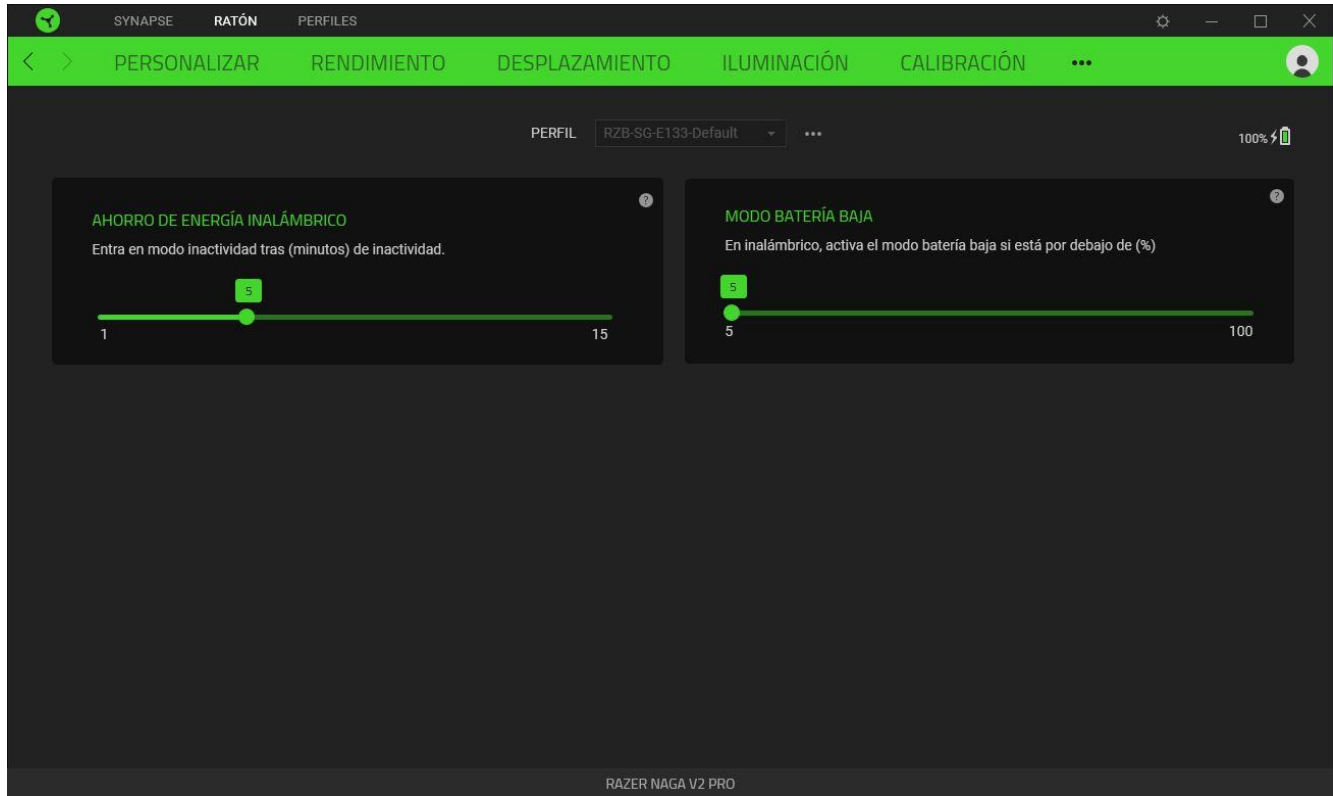 SYNAPSE RATÓN PERFILES
PERSONALIZAR RENDIMIENTO DESPLAZAMIENTO ILUMINACIÓN CALIBRACIÓN •••
PERFIL RZB-SG-E133-Default •••
100%
AHORRO DE ENERGÍA INALÁMBRICO
Entra en modo inactividad tras (minutos) de inactividad.
5
1 15
MODO BATERÍA BAJA
En inalámbrico, activa el modo batería baja si está por debajo de (%)
5
5 100
RAZER NAGA V2 PRO